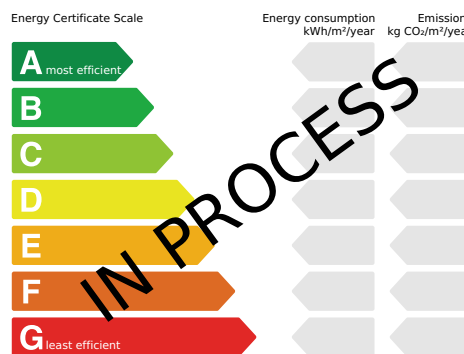 Energy Certificate Scale
Energy consumption
kWh/m²/year
Emission
kg CO₂/m²/year
A most efficient
B
C
D
E
F
G least efficient
IN PROCESS